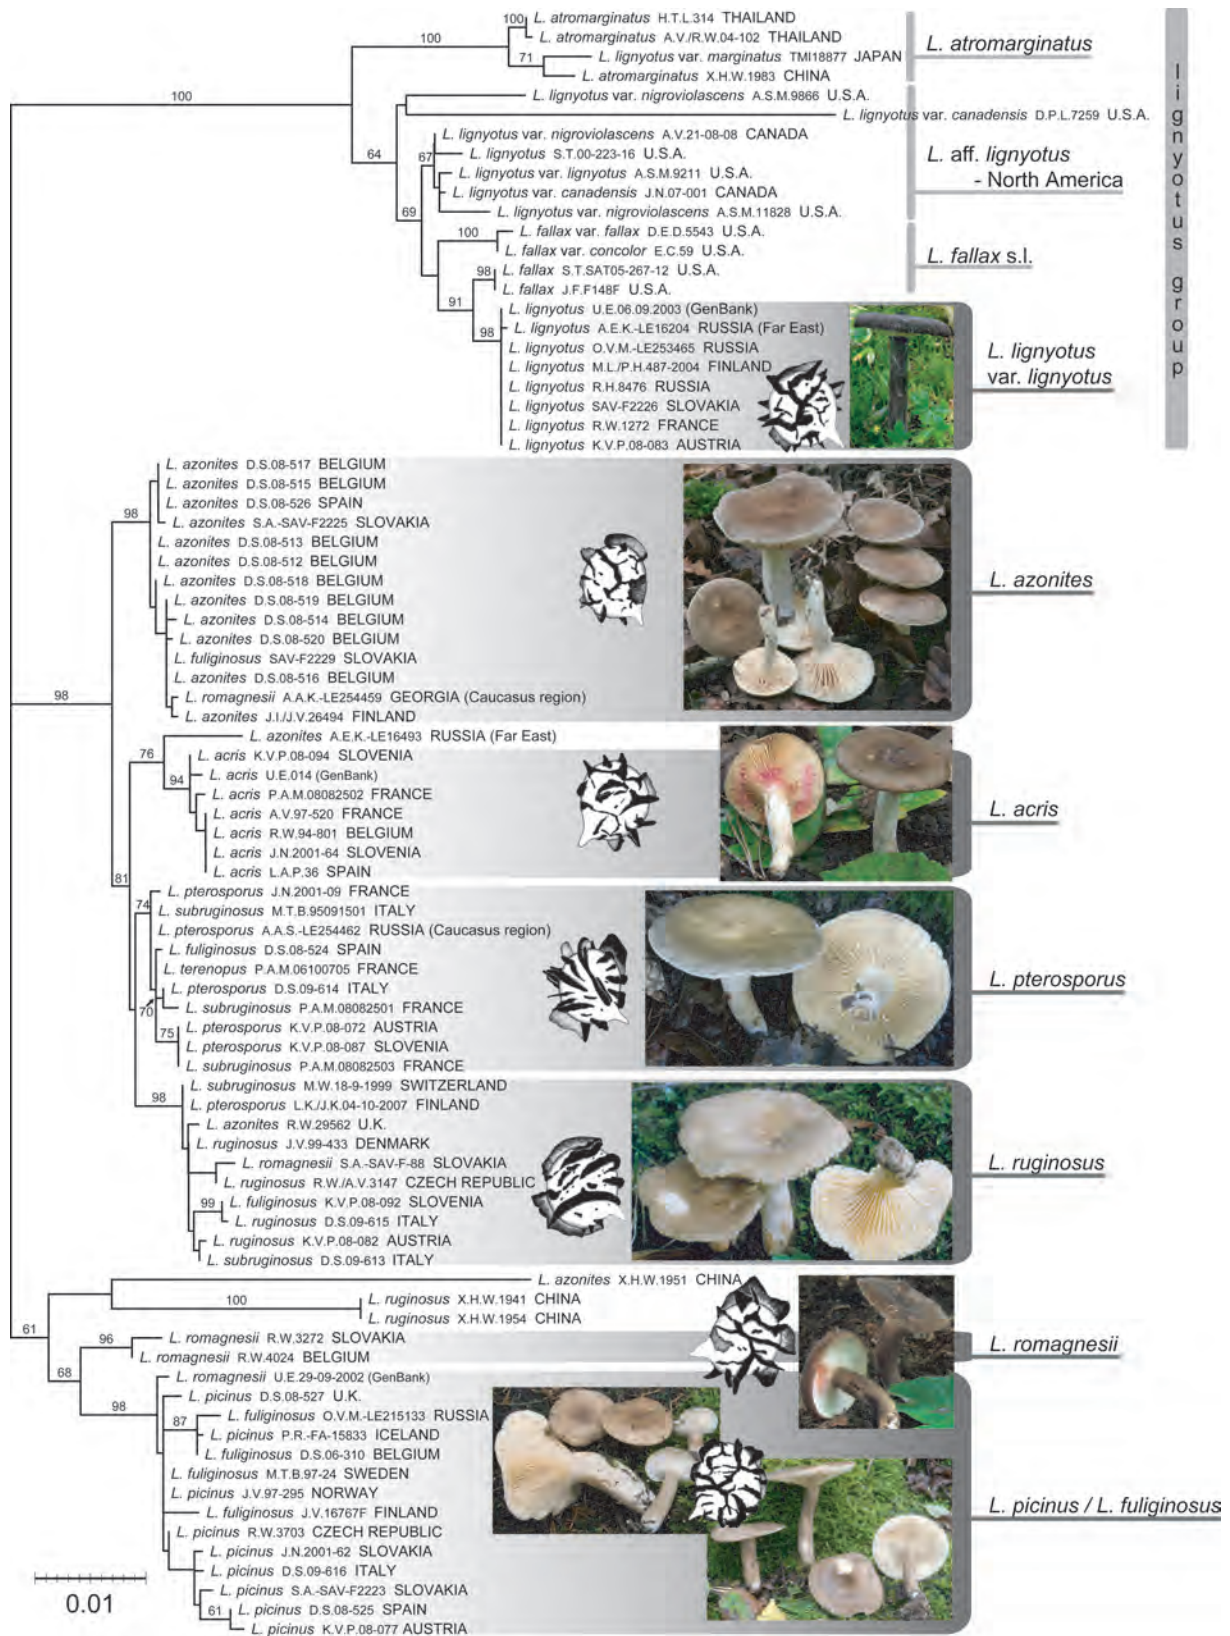 100 L. atromarginatus H.T.L.314 THAILAND
100 L. atromarginatus A.V./R.W.04-102 THAILAND
L. atromarginatus
71 L. lignyotus var. marginatus TMI18877 JAPAN
L. atromarginatus X.H.W.1983 CHINA
100 L. lignyotus var. nigroviolascens A.S.M.9866 U.S.A.
L. lignyotus var. canadensis D.P.L.7259 U.S.A.
L. lignyotus var. nigroviolascens A.V.21-08-08 CANADA
64 67 L. lignyotus S.T.00-223-16 U.S.A.
L. aff. lignyotus
- North America
L. lignyotus var. lignyotus A.S.M.9211 U.S.A.
L. lignyotus var. canadensis J.N.07-001 CANADA
69 L. lignyotus var. nigroviolascens A.S.M.11828 U.S.A.
100 L. fallax var. fallax D.E.D.5543 U.S.A.
L. fallax var. concolor E.C.59 U.S.A.
L. fallax s.l.
98 L. fallax S.T.SAT05-267-12 U.S.A.
L. fallax J.F.F148F U.S.A.
91 L. lignyotus U.E.06.09.2003 (GenBank)
98 L. lignyotus A.E.K.-LE16204 RUSSIA (Far East)
L. lignyotus O.V.M.-LE253465 RUSSIA
L. lignyotus M.L./P.H.487-2004 FINLAND
L. lignyotus
var. lignyotus
L. lignyotus R.H.8476 RUSSIA
L. lignyotus SAV-F2226 SLOVAKIA
L. lignyotus R.W.1272 FRANCE
L. lignyotus K.V.P.08-083 AUSTRIA
lignyotus group
L. azonites D.S.08-517 BELGIUM
L. azonites D.S.08-515 BELGIUM
L. azonites D.S.08-526 SPAIN
98 L. azonites S.A.-SAV-F2225 SLOVAKIA
L. azonites D.S.08-513 BELGIUM
L. azonites D.S.08-512 BELGIUM
L. azonites D.S.08-518 BELGIUM
L. azonites
L. azonites D.S.08-519 BELGIUM
L. azonites D.S.08-514 BELGIUM
L. azonites D.S.08-520 BELGIUM
L. fuliginosus SAV-F2229 SLOVAKIA
L. azonites D.S.08-516 BELGIUM
98 L. romagnesii A.A.K.-LE254459 GEORGIA (Caucasus region)
L. azonites J.I./J.V.26494 FINLAND
L. azonites A.E.K.-LE16493 RUSSIA (Far East)
76 L. acris K.V.P.08-094 SLOVENIA
94 L. acris U.E.014 (GenBank)
L. acris P.A.M.08082502 FRANCE
L. acris A.V.97-520 FRANCE
L. acris
L. acris R.W.94-801 BELGIUM
L. acris J.N.2001-64 SLOVENIA
L. acris L.A.P.36 SPAIN
81 L. pterosporus J.N.2001-09 FRANCE
74 L. subruginosus M.T.B.95091501 ITALY
L. pterosporus A.A.S.-LE254462 RUSSIA (Caucasus region)
L. fuliginosus D.S.08-524 SPAIN
L. terenopus P.A.M.06100705 FRANCE
L. pterosporus
L. pterosporus D.S.09-614 ITALY
70 L. subruginosus P.A.M.08082501 FRANCE
75 L. pterosporus K.V.P.08-072 AUSTRIA
L. pterosporus K.V.P.08-087 SLOVENIA
L. subruginosus P.A.M.08082503 FRANCE
L. subruginosus M.W.18-9-1999 SWITZERLAND
98 L. pterosporus L.K./J.K.04-10-2007 FINLAND
L. azonites R.W.29562 U.K.
L. ruginosus J.V.99-433 DENMARK
L. romagnesii S.A.-SAV-F-88 SLOVAKIA
L. ruginosus
L. ruginosus R.W./A.V.3147 CZECH REPUBLIC
99 L. fuliginosus K.V.P.08-092 SLOVENIA
L. ruginosus D.S.09-615 ITALY
L. ruginosus K.V.P.08-082 AUSTRIA
L. subruginosus D.S.09-613 ITALY
L. azonites X.H.W.1951 CHINA
100 L. ruginosus X.H.W.1941 CHINA
L. ruginosus X.H.W.1954 CHINA
61 96 L. romagnesii R.W.3272 SLOVAKIA
L. romagnesii
L. romagnesii R.W.4024 BELGIUM
68 L. romagnesii U.E.29-09-2002 (GenBank)
98 L. picinus D.S.08-527 U.K.
87 L. fuliginosus O.V.M.-LE215133 RUSSIA
L. picinus P.R.-FA-15833 ICELAND
L. fuliginosus D.S.06-310 BELGIUM
L. fuliginosus M.T.B.97-24 SWEDEN
L. picinus J.V.97-295 NORWAY
L. fuliginosus J.V.16767F FINLAND
L. picinus / L. fuliginosus
L. picinus R.W.3703 CZECH REPUBLIC
L. picinus J.N.2001-62 SLOVAKIA
L. picinus D.S.09-616 ITALY
L. picinus S.A.-SAV-F2223 SLOVAKIA
61 L. picinus D.S.08-525 SPAIN
L. picinus K.V.P.08-077 AUSTRIA
0.01